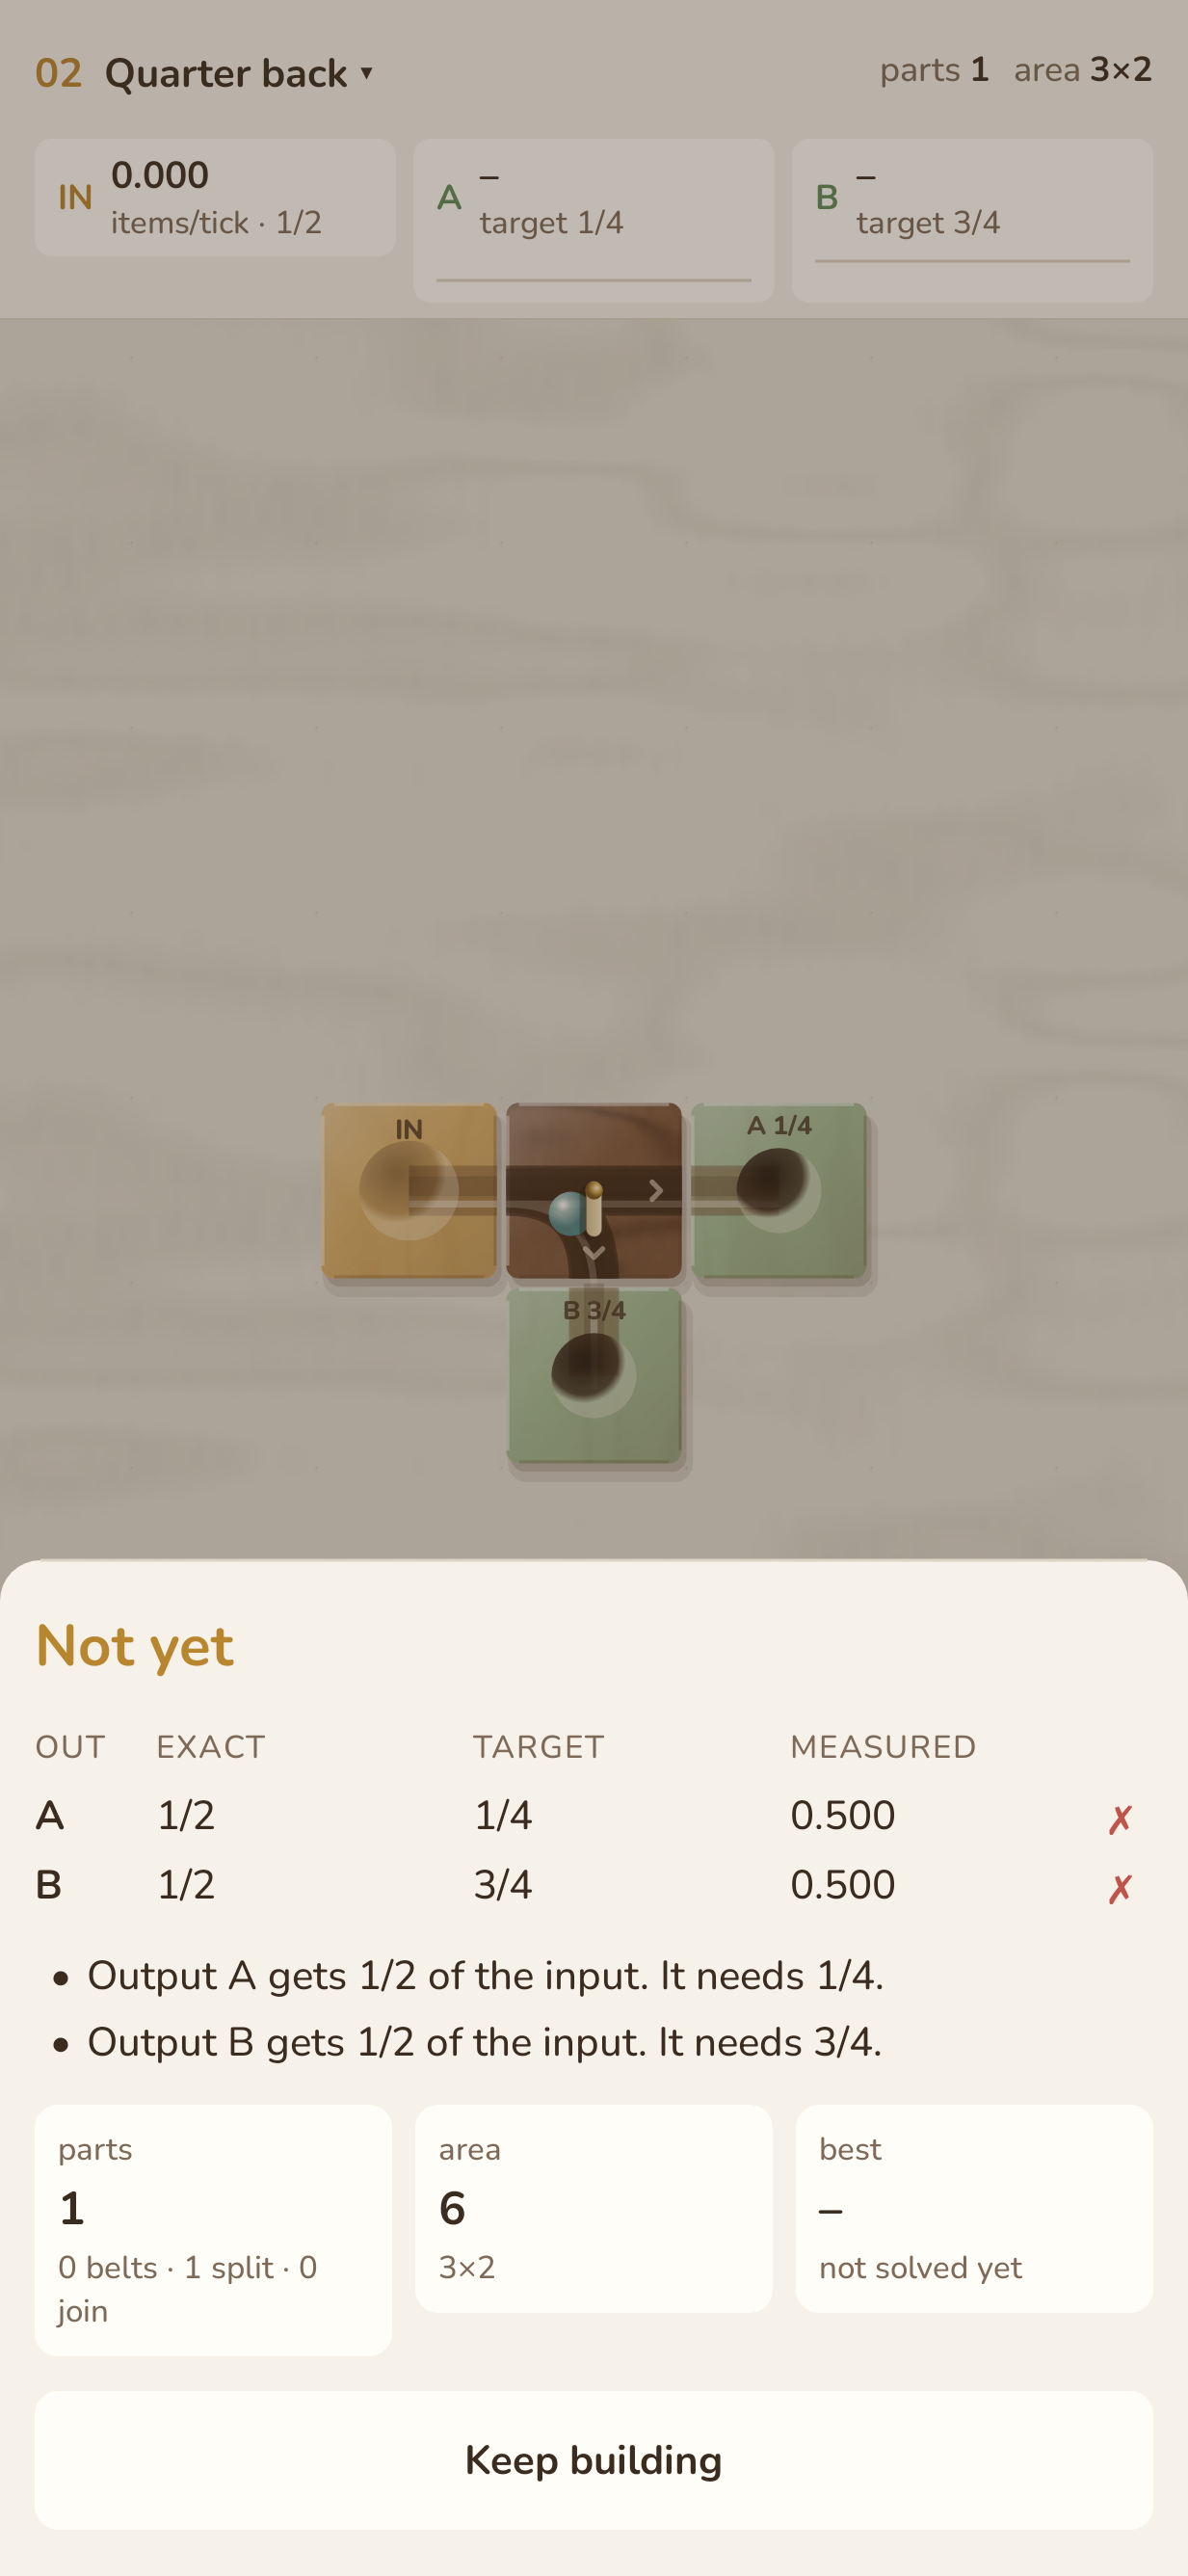 02 Quarter back ▾ parts 1 area 3×2
IN 0.000
items/tick · 1/2
A –
target 1/4
B –
target 3/4
IN
A 1/4
B 3/4
Not yet
OUT EXACT TARGET MEASURED
A 1/2 1/4 0.500 ✗
B 1/2 3/4 0.500 ✗
• Output A gets 1/2 of the input. It needs 1/4.
• Output B gets 1/2 of the input. It needs 3/4.
parts
1
0 belts · 1 split · 0
join
area
6
3×2
best
–
not solved yet
Keep building